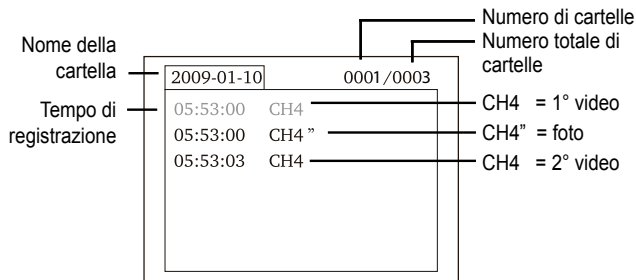 Numero di cartelle
Numero totale di
cartelle
Nome della
cartella
2009-01-10
0001/0003
Tempo di
registrazione
05:53:00 CH4
05:53:00 CH4 ”
05:53:03 CH4
CH4 = 1° video
CH4” = foto
CH4 = 2° video